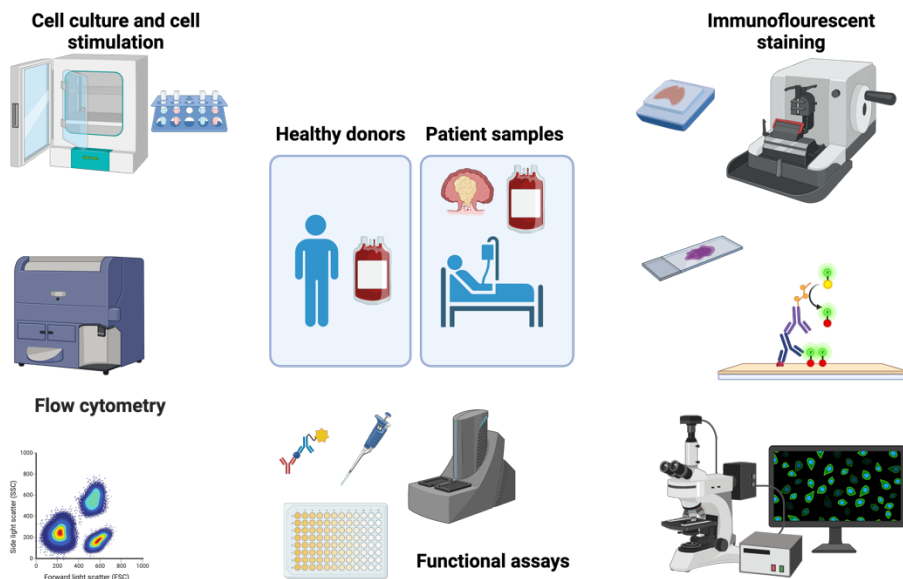 Cell culture and cell
stimulation
Immunoflourescent
staining
Healthy donors
Patient samples
Flow cytometry
Side light scatter (SSC)
1000
800
600
400
200
0
0 200 400 600 800 1000
Forward light scatter (FSC)
Functional assays